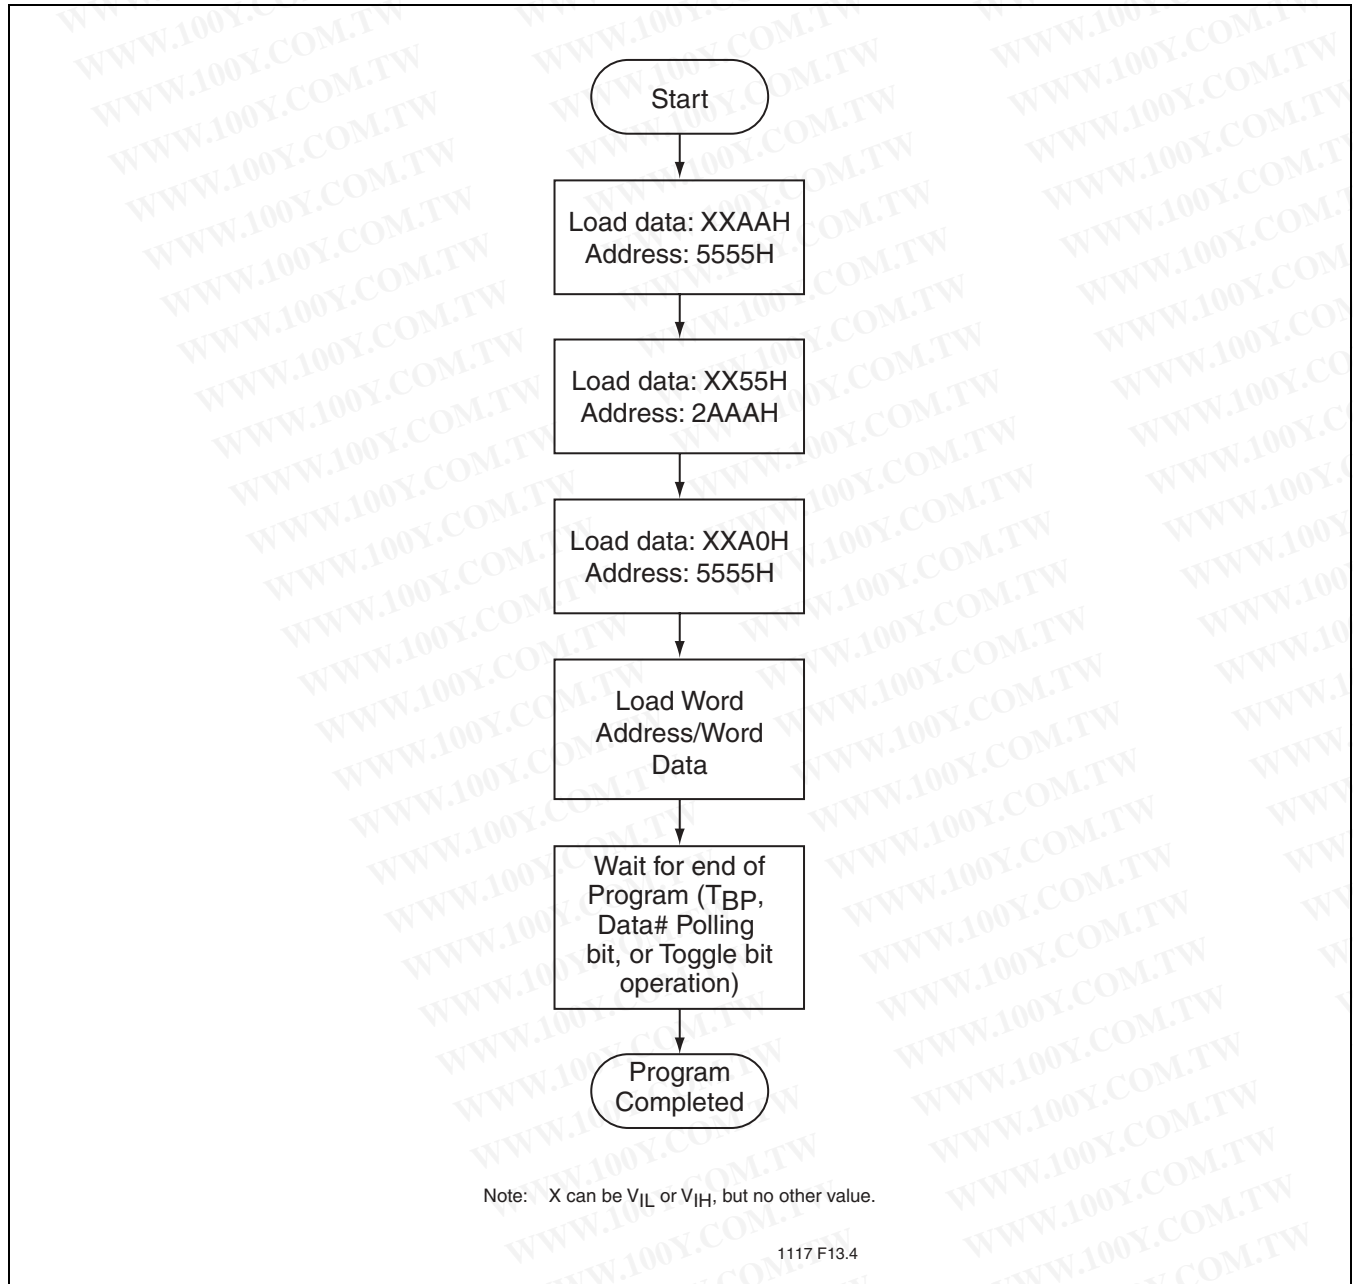 Start
Load data: XXAAH
Address: 5555H
Load data: XX55H
Address: 2AAAH
Load data: XXA0H
Address: 5555H
Load Word
Address/Word
Data
Wait for end of
Program (TBP,
Data# Polling
bit, or Toggle bit
operation)
Program
Completed
Note: X can be VIL or VIH, but no other value.
1117 F13.4
WWW.100Y.COM.TW